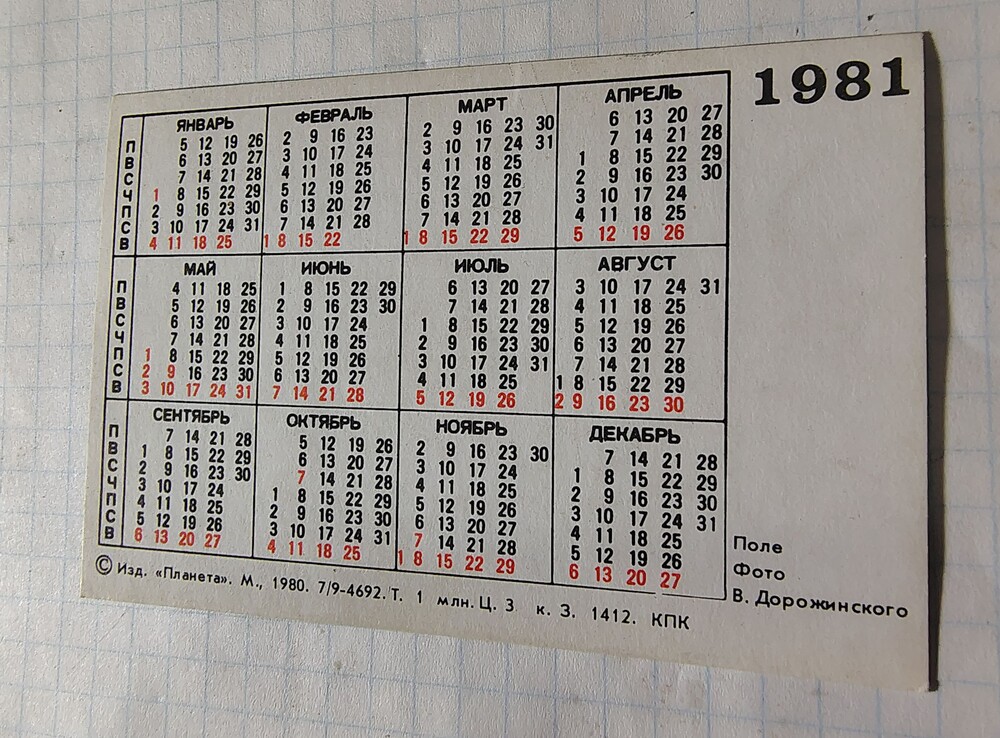 1981
ЯНВАРЬ ФЕВРАЛЬ МАРТ АПРЕЛЬ
П 5 12 19 26 2 9 16 23 2 9 16 23 30 6 13 20 27
В 6 13 20 27 3 10 17 24 3 10 17 24 31 7 14 21 28
С 7 14 21 28 4 11 18 25 4 11 18 25 1 8 15 22 29
Ч 1 8 15 22 29 5 12 19 26 5 12 19 26 2 9 16 23 30
П 2 9 16 23 30 6 13 20 27 6 13 20 27 3 10 17 24
С 3 10 17 24 31 7 14 21 28 7 14 21 28 4 11 18 25
В 4 11 18 25 1 8 15 22 1 8 15 22 29 5 12 19 26
МАЙ ИЮНЬ ИЮЛЬ АВГУСТ
П 4 11 18 25 1 8 15 22 29 6 13 20 27 3 10 17 24 31
В 5 12 19 26 2 9 16 23 30 7 14 21 28 4 11 18 25
С 6 13 20 27 3 10 17 24 1 8 15 22 29 5 12 19 26
Ч 7 14 21 28 4 11 18 25 2 9 16 23 30 6 13 20 27
П 1 8 15 22 29 5 12 19 26 3 10 17 24 31 7 14 21 28
С 2 9 16 23 30 6 13 20 27 4 11 18 25 1 8 15 22 29
В 3 10 17 24 31 7 14 21 28 5 12 19 26 2 9 16 23 30
СЕНТЯБРЬ ОКТЯБРЬ НОЯБРЬ ДЕКАБРЬ
П 7 14 21 28 5 12 19 26 2 9 16 23 30 7 14 21 28
В 1 8 15 22 29 6 13 20 27 3 10 17 24 1 8 15 22 29
С 2 9 16 23 30 7 14 21 28 4 11 18 25 2 9 16 23 30
Ч 3 10 17 24 1 8 15 22 29 5 12 19 26 3 10 17 24 31
П 4 11 18 25 2 9 16 23 30 6 13 20 27 4 11 18 25
С 5 12 19 26 3 10 17 24 31 7 14 21 28 5 12 19 26
В 6 13 20 27 4 11 18 25 1 8 15 22 29 6 13 20 27
Поле
Фото
В. Дорожинского
© Изд. «Планета». М., 1980. 7/9-4692. Т. 1 млн. Ц. 3 к. З. 1412. КПК